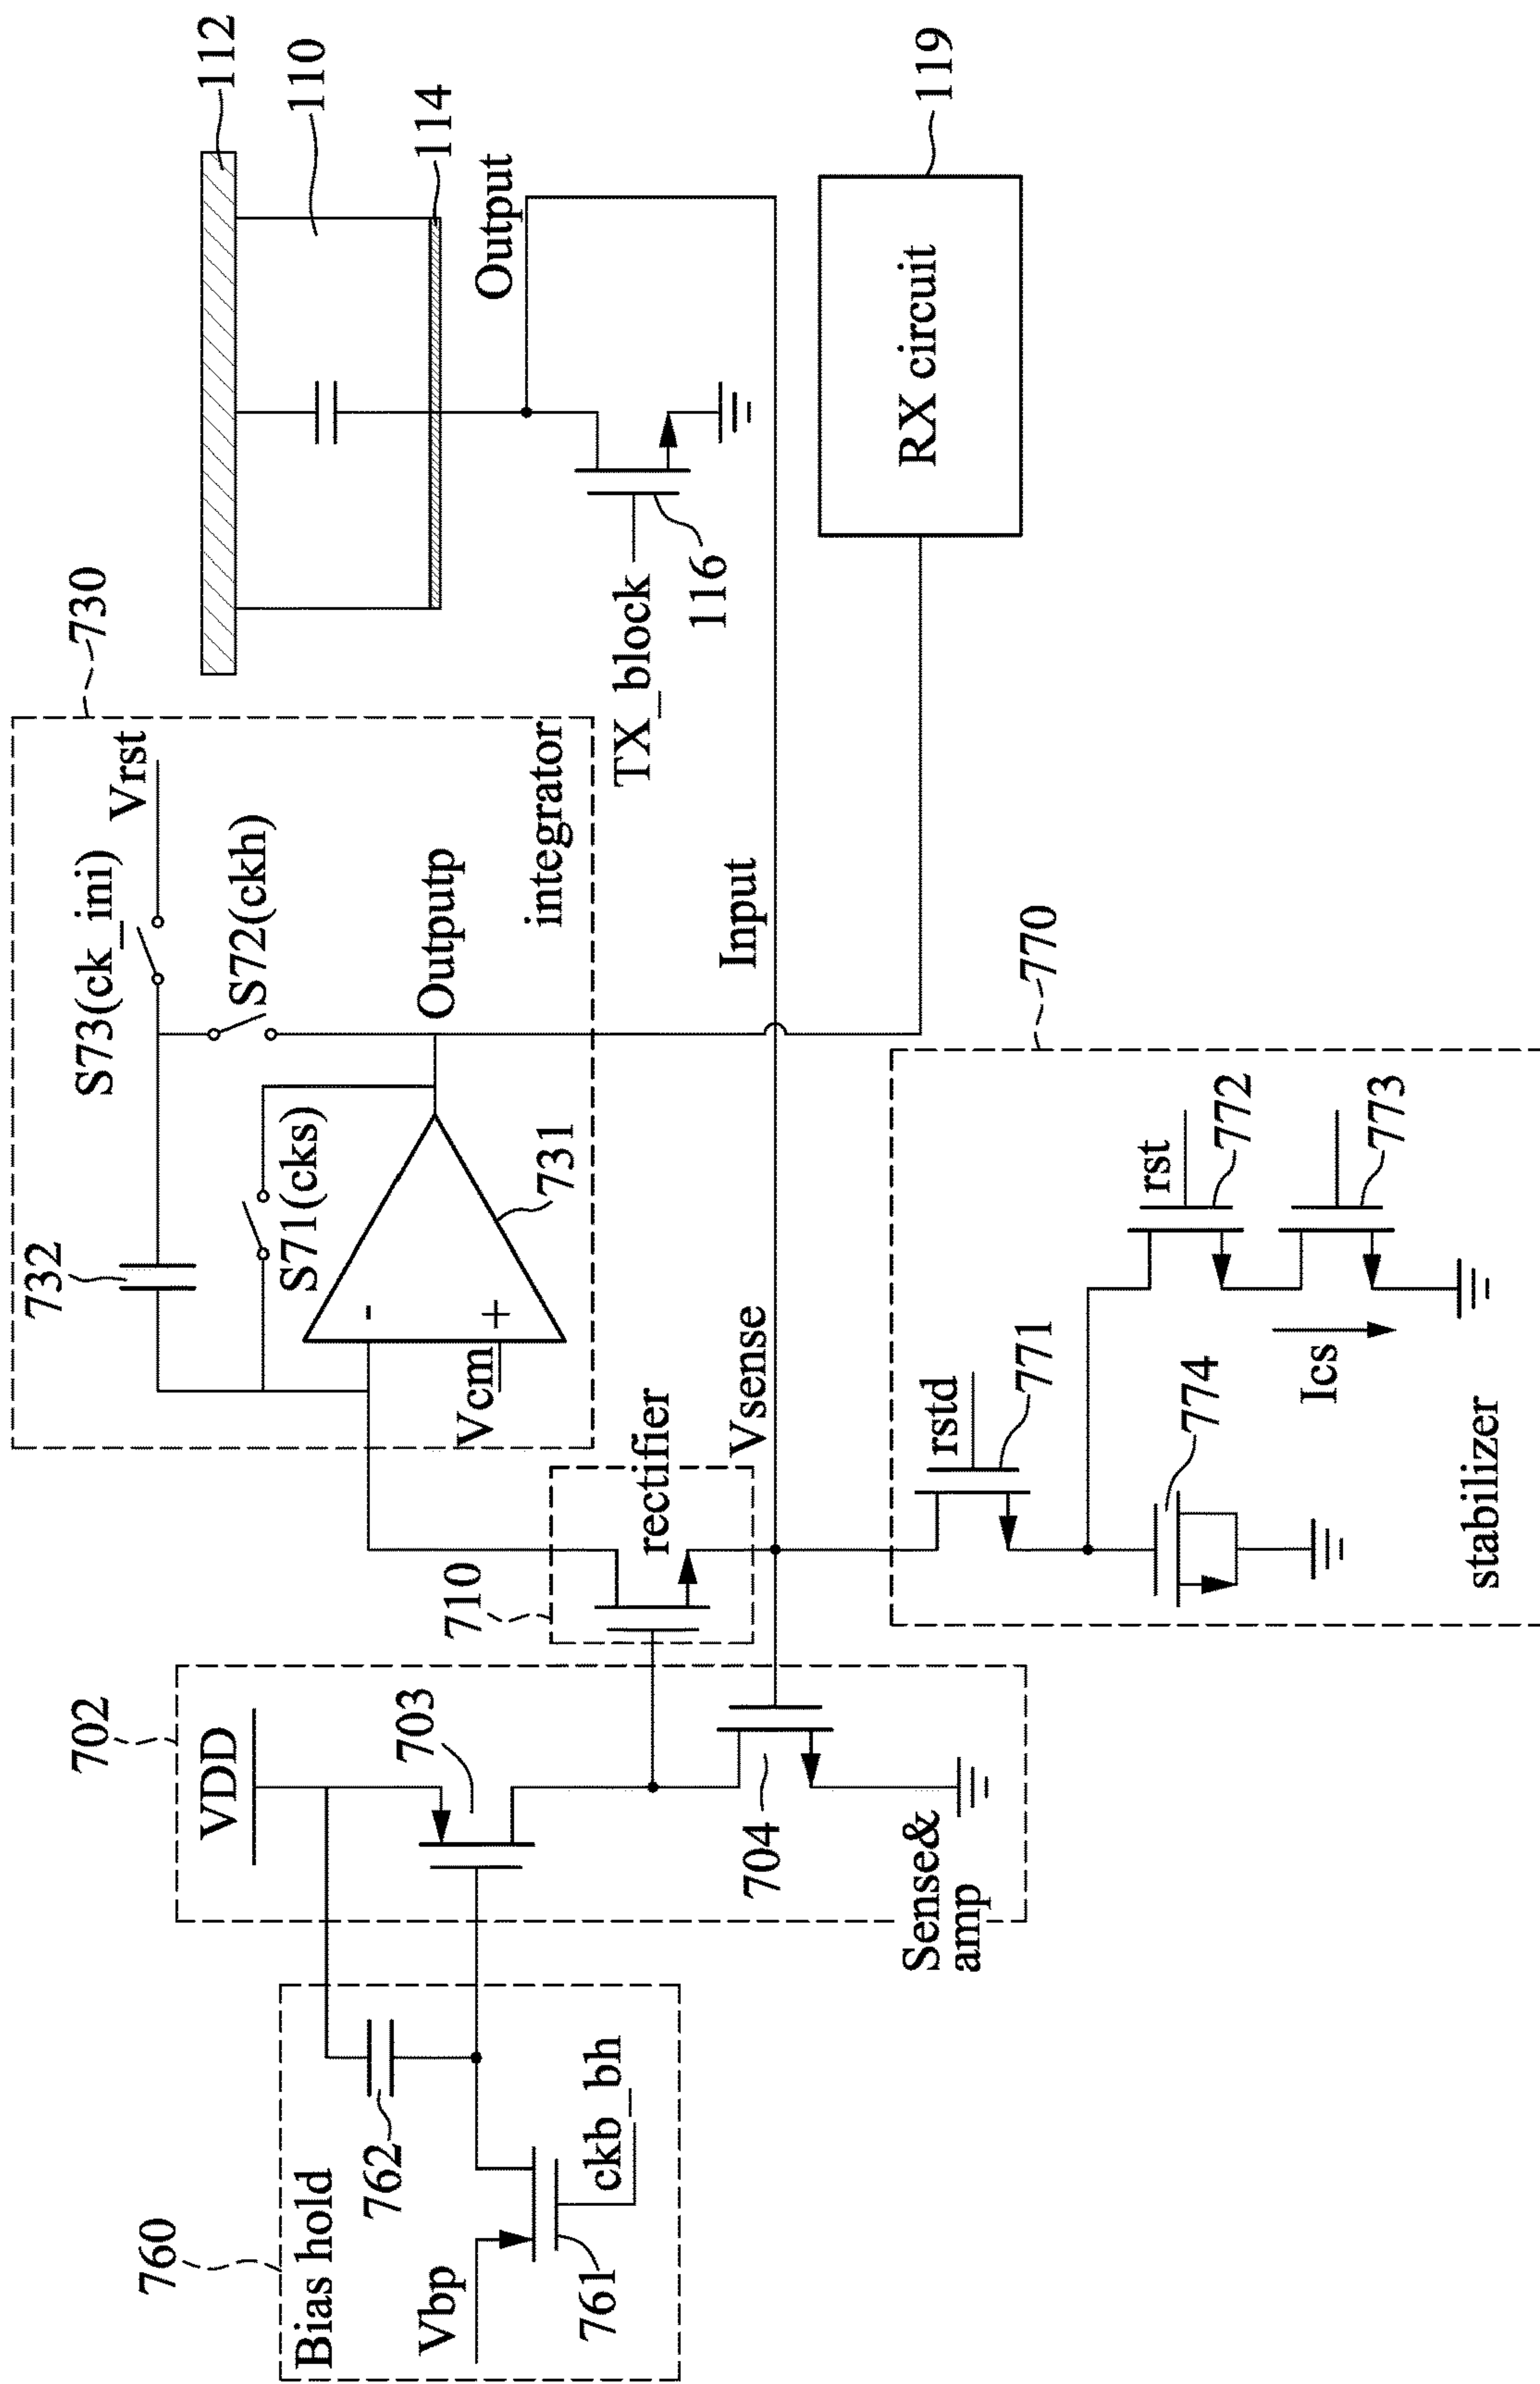 760
Bias hold
762
Vbp
761
ckb_bh
702
VDD
703
704
Sense&
amp
710
rectifier
Vsense
730
732
S73(ck_ini)
Vrst
S71(cks)
S72(ckh)
-
+
Vcm
731
Outputp
integrator
112
110
114
Output
TX_block
116
Input
RX circuit
119
770
rstd
771
774
rst
772
773
Ics
stabilizer